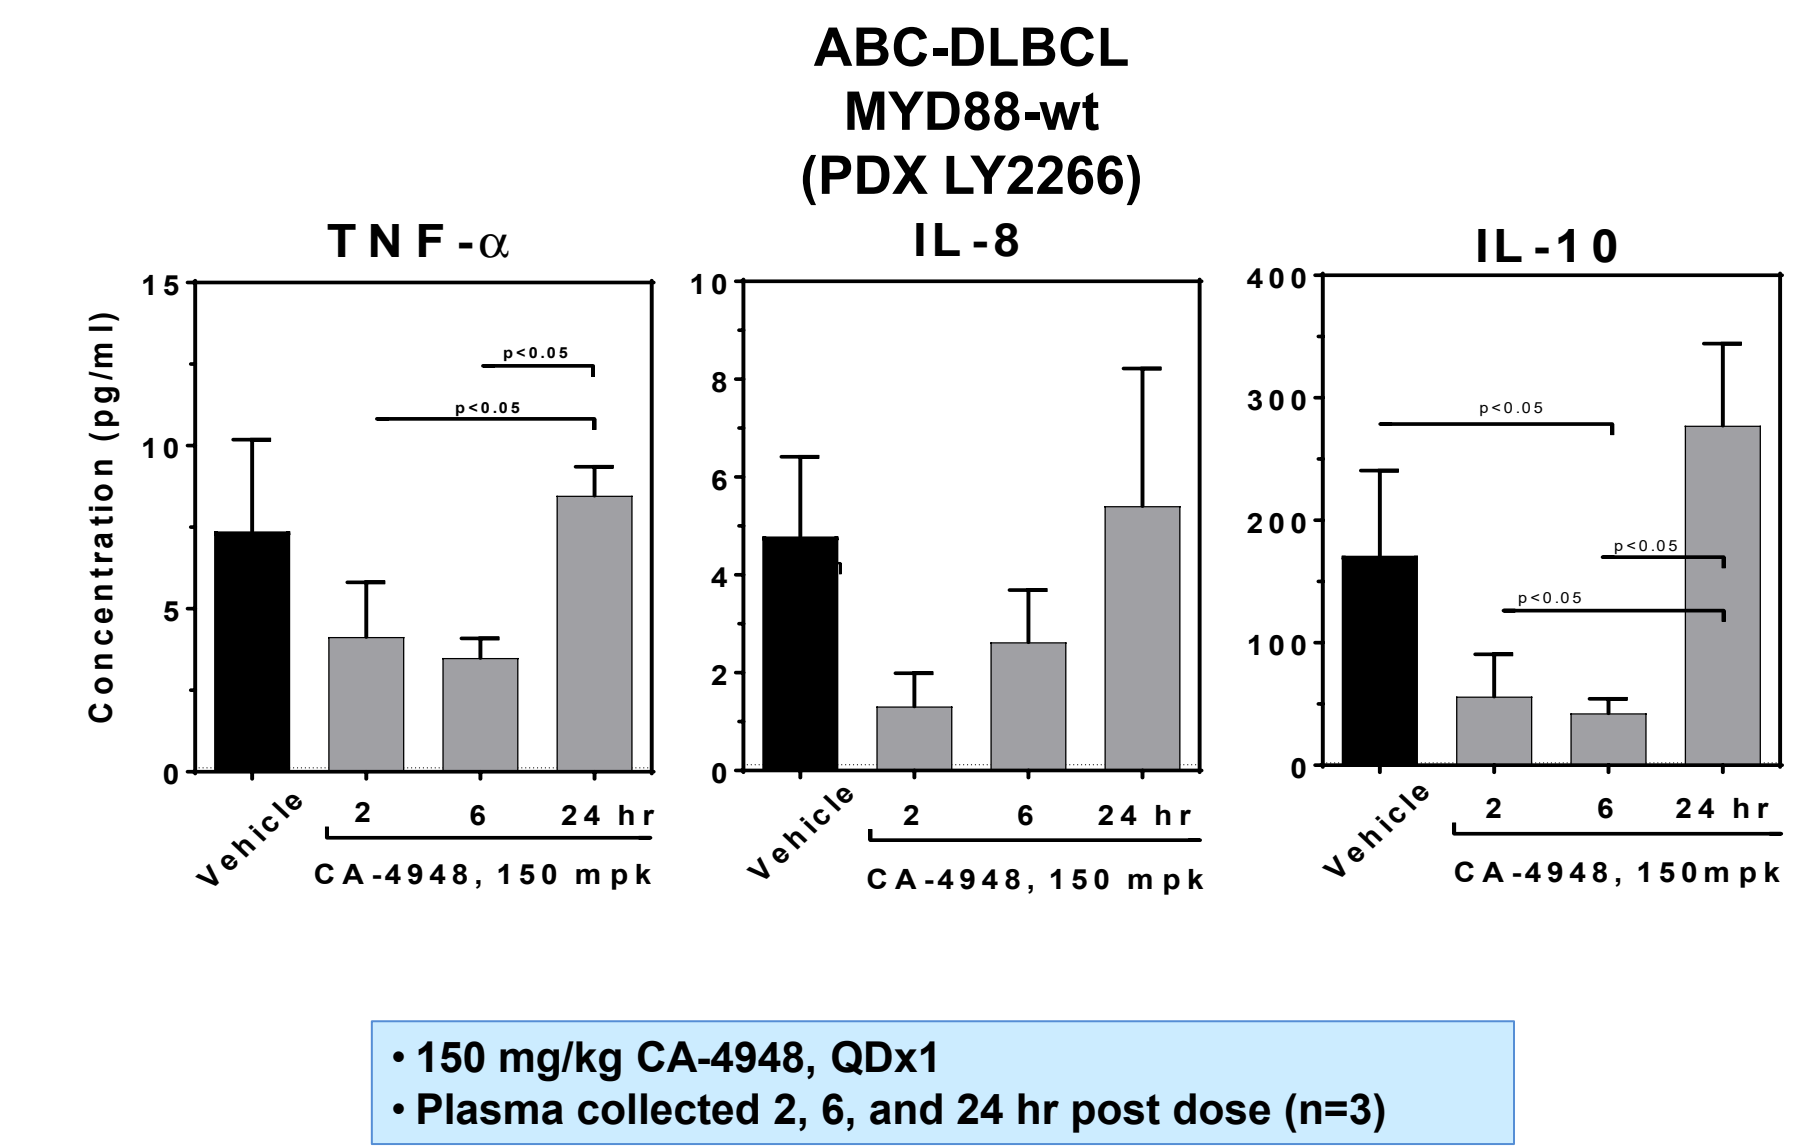 ABC-DLBCL
MYD88-wt
(PDX LY2266)
TNF-α
Concentration (pg/ml)
15
10
5
0
p<0.05
p<0.05
Vehicle
2
6
24 hr
CA-4948, 150 mpk
IL-8
10
8
6
4
2
0
Vehicle
2
6
24 hr
CA-4948, 150 mpk
IL-10
400
300
200
100
0
p<0.05
p<0.05
p<0.05
Vehicle
2
6
24 hr
CA-4948, 150mpk
• 150 mg/kg CA-4948, QDx1
• Plasma collected 2, 6, and 24 hr post dose (n=3)